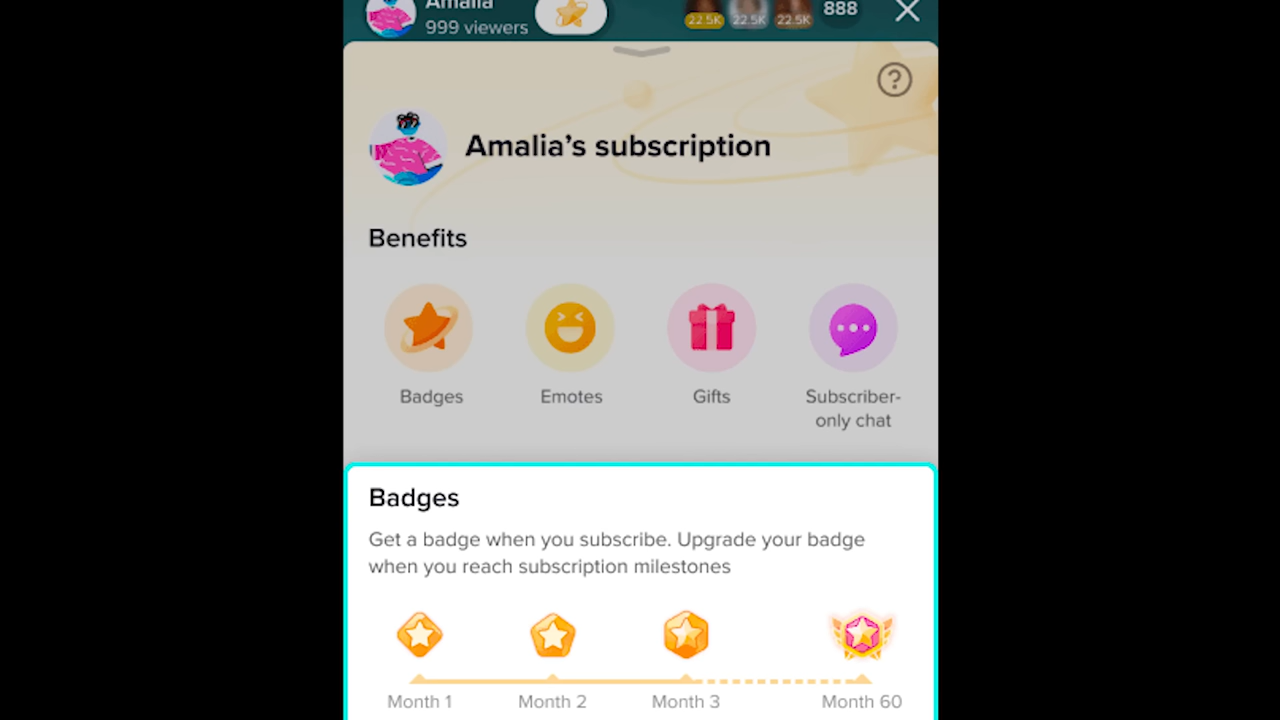 Amalia
999 viewers
22.5K
22.5K
22.5K
888
?
Amalia’s subscription
Benefits
Badges
Emotes
Gifts
Subscriber-
only chat
Badges
Get a badge when you subscribe. Upgrade your badge
when you reach subscription milestones
Month 1
Month 2
Month 3
Month 60